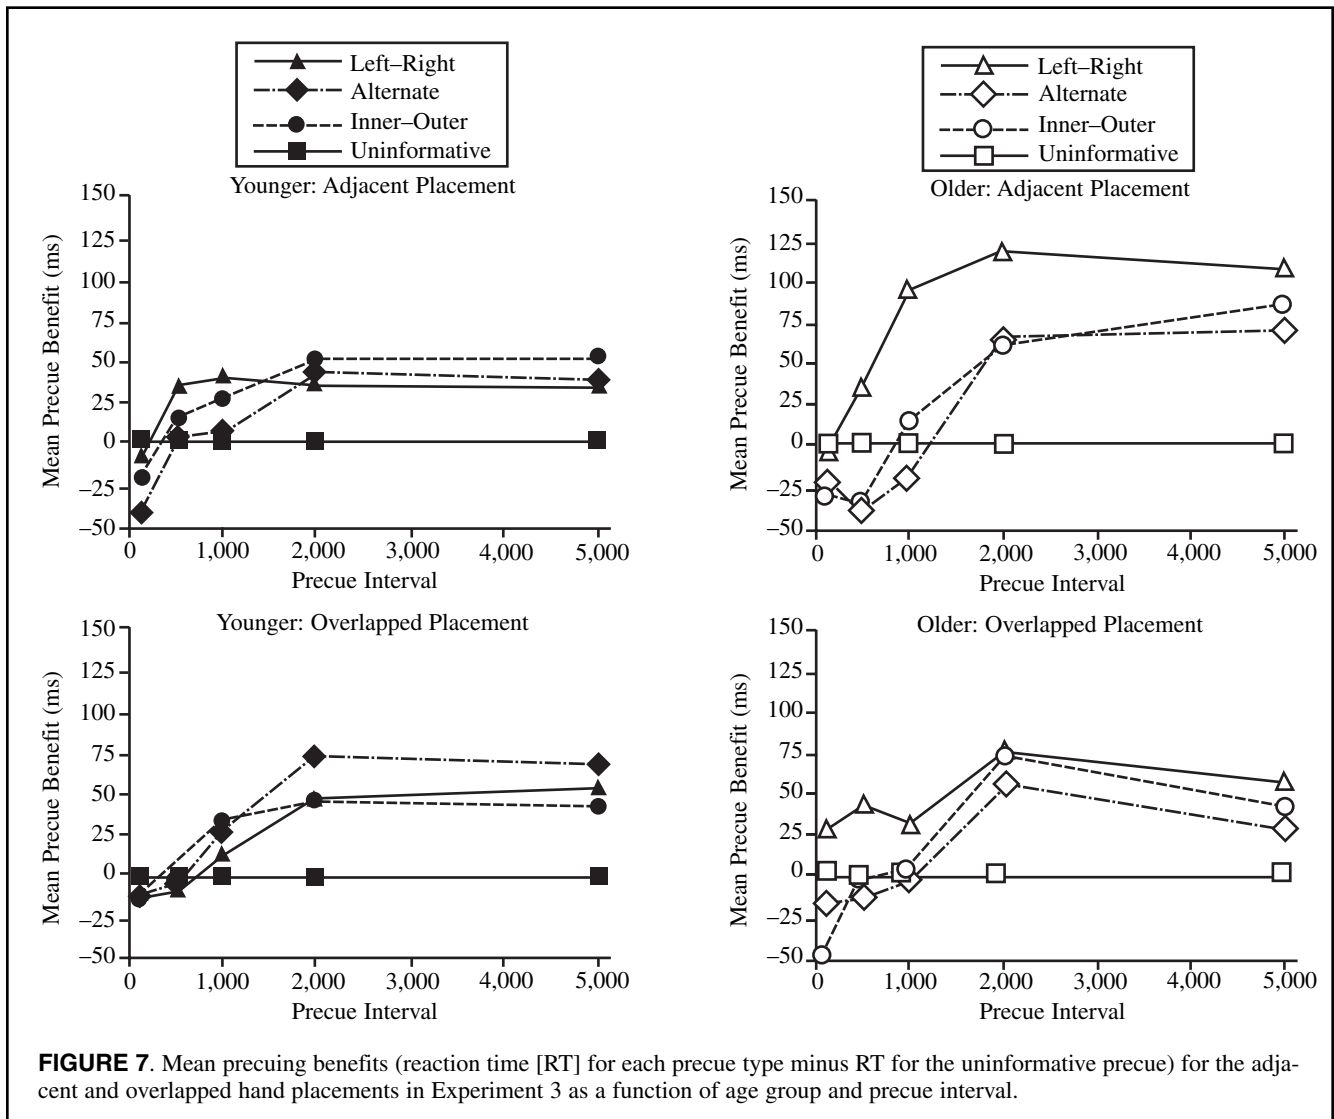 Left–Right
Alternate
Inner–Outer
Uninformative
Younger: Adjacent Placement
Mean Precue Benefit (ms)
150
125
100
75
50
25
0
–25
–50
0
1,000
2,000
3,000
4,000
5,000
Precue Interval
Left–Right
Alternate
Inner–Outer
Uninformative
Older: Adjacent Placement
Mean Precue Benefit (ms)
150
125
100
75
50
25
0
–25
–50
0
1,000
2,000
3,000
4,000
5,000
Precue Interval
Younger: Overlapped Placement
Mean Precue Benefit (ms)
150
125
100
75
50
25
0
–25
–50
0
1,000
2,000
3,000
4,000
5,000
Precue Interval
Older: Overlapped Placement
Mean Precue Benefit (ms)
150
125
100
75
50
25
0
–25
–50
0
1,000
2,000
3,000
4,000
5,000
Precue Interval
FIGURE 7. Mean precuing benefits (reaction time [RT] for each precue type minus RT for the uninformative precue) for the adja-
cent and overlapped hand placements in Experiment 3 as a function of age group and precue interval.